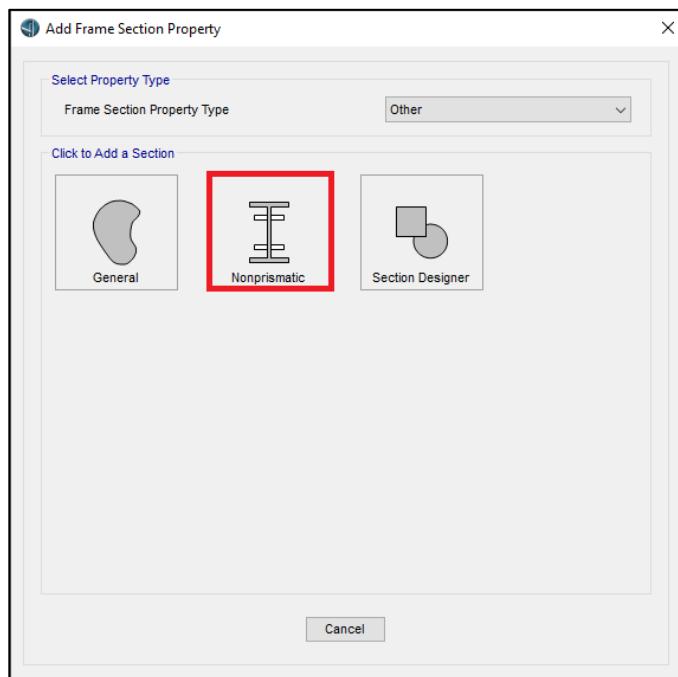 Add Frame Section Property
Select Property Type
Frame Section Property Type Other
Click to Add a Section
General Nonprismatic Section Designer
Cancel